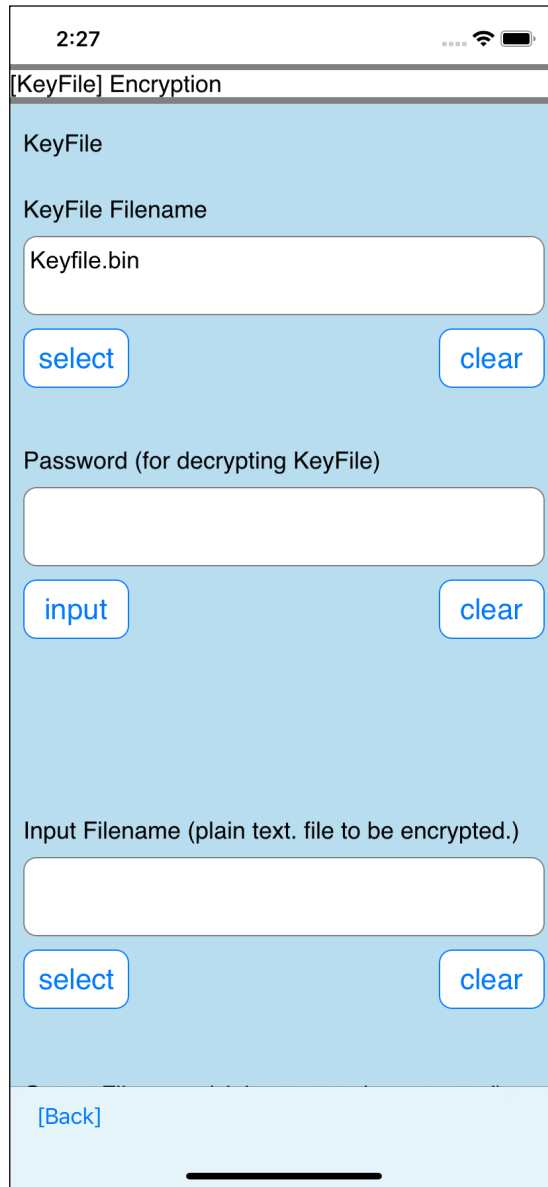 2:27
[KeyFile] Encryption
KeyFile
KeyFile Filename
Keyfile.bin
select clear
Password (for decrypting KeyFile)
input clear
Input Filename (plain text. file to be encrypted.)
select clear
[Back]